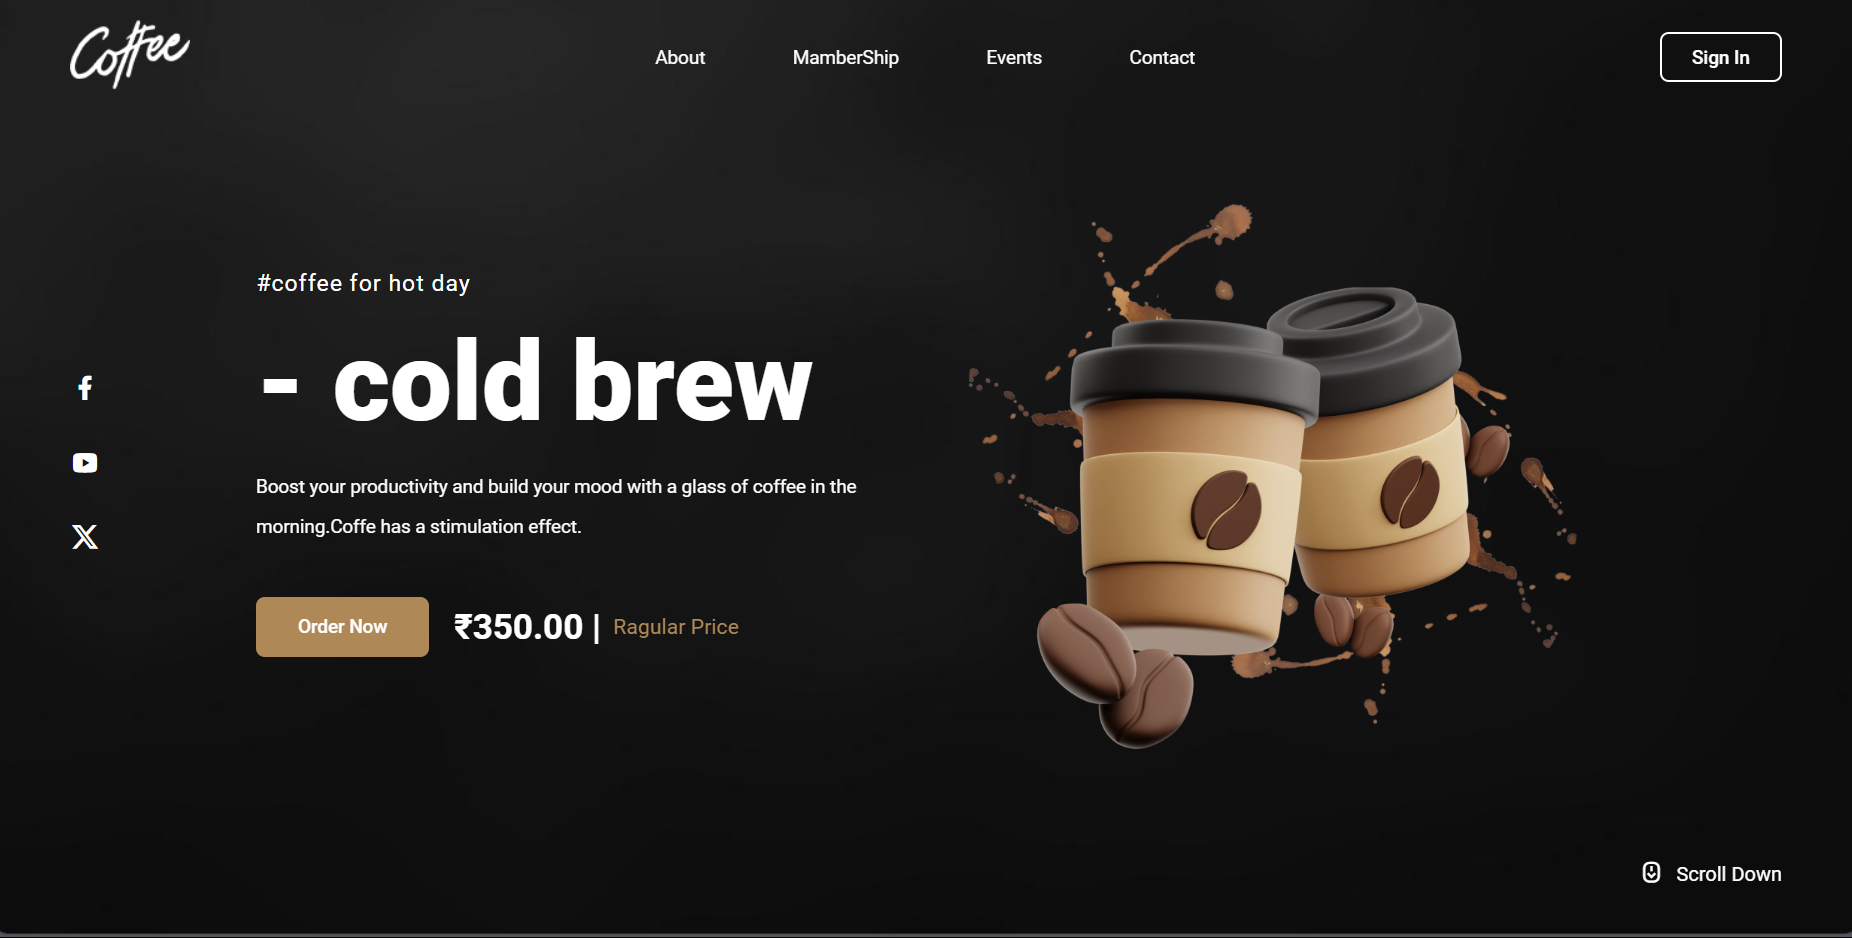 Coffee
About
MamberShip
Events
Contact
Sign In
#coffee for hot day
- cold brew
Boost your productivity and build your mood with a glass of coffee in the
morning.Coffe has a stimulation effect.
Order Now
₹350.00 | Ragular Price
Scroll Down